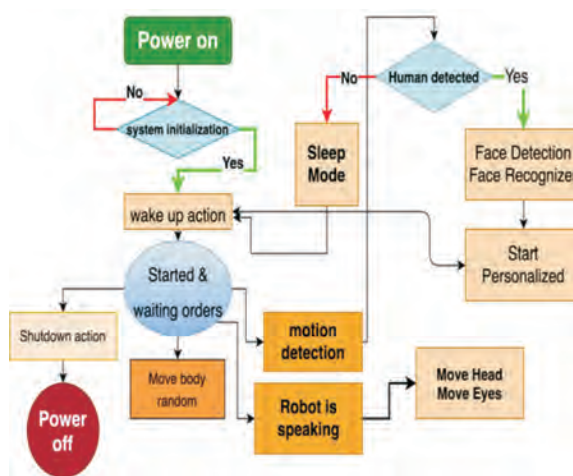 Power on
No
system initialization
Yes
wake up action
Started &
waiting orders
Shutdown action
Power
off
Move body
random
motion
detection
Robot is
speaking
Move Head
Move Eyes
Human detected
No
Yes
Sleep
Mode
Face Detection
Face Recognize
Start
Personalized